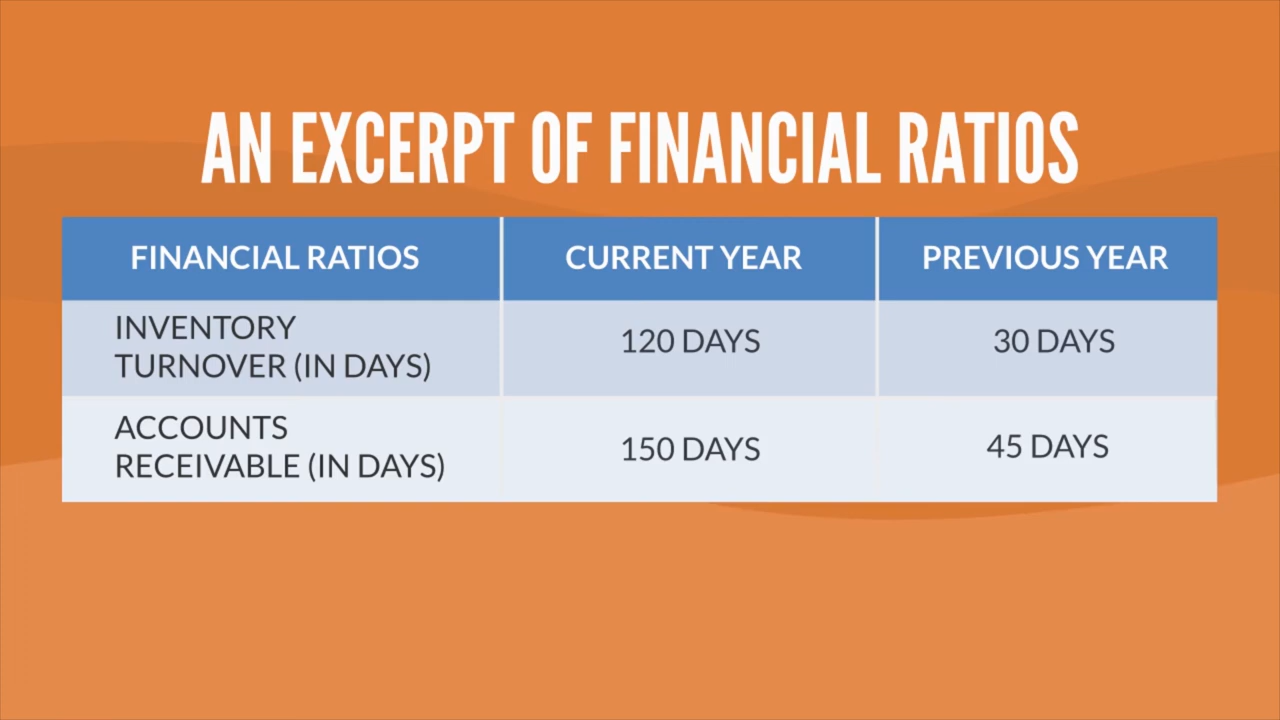 AN EXCERPT OF FINANCIAL RATIOS
FINANCIAL RATIOS CURRENT YEAR PREVIOUS YEAR
INVENTORY
TURNOVER (IN DAYS) 120 DAYS 30 DAYS
ACCOUNTS
RECEIVABLE (IN DAYS) 150 DAYS 45 DAYS